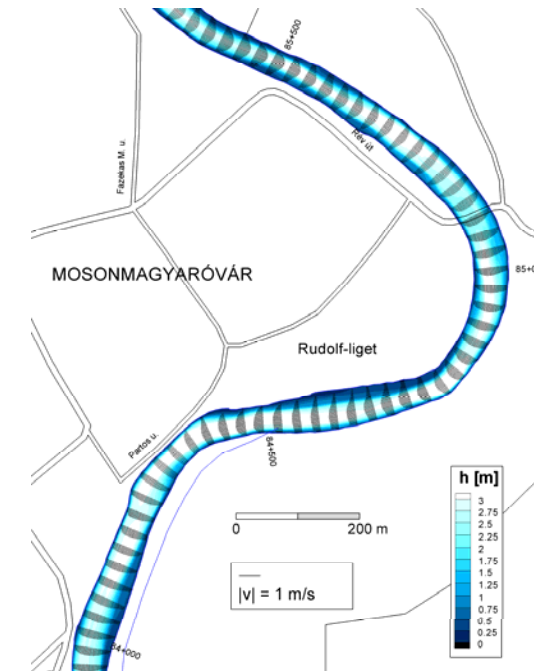 85+500
Rév út
Fazekas M. u.
MOSONMAGYARÓVÁR
85+0
Rudolf-liget
Partos u.
84+500
h [m]
3
2.75
2.5
2.25
2
1.75
1.5
1.25
1
0.75
0.5
0.25
0
0 200 m
|v| = 1 m/s
84+000